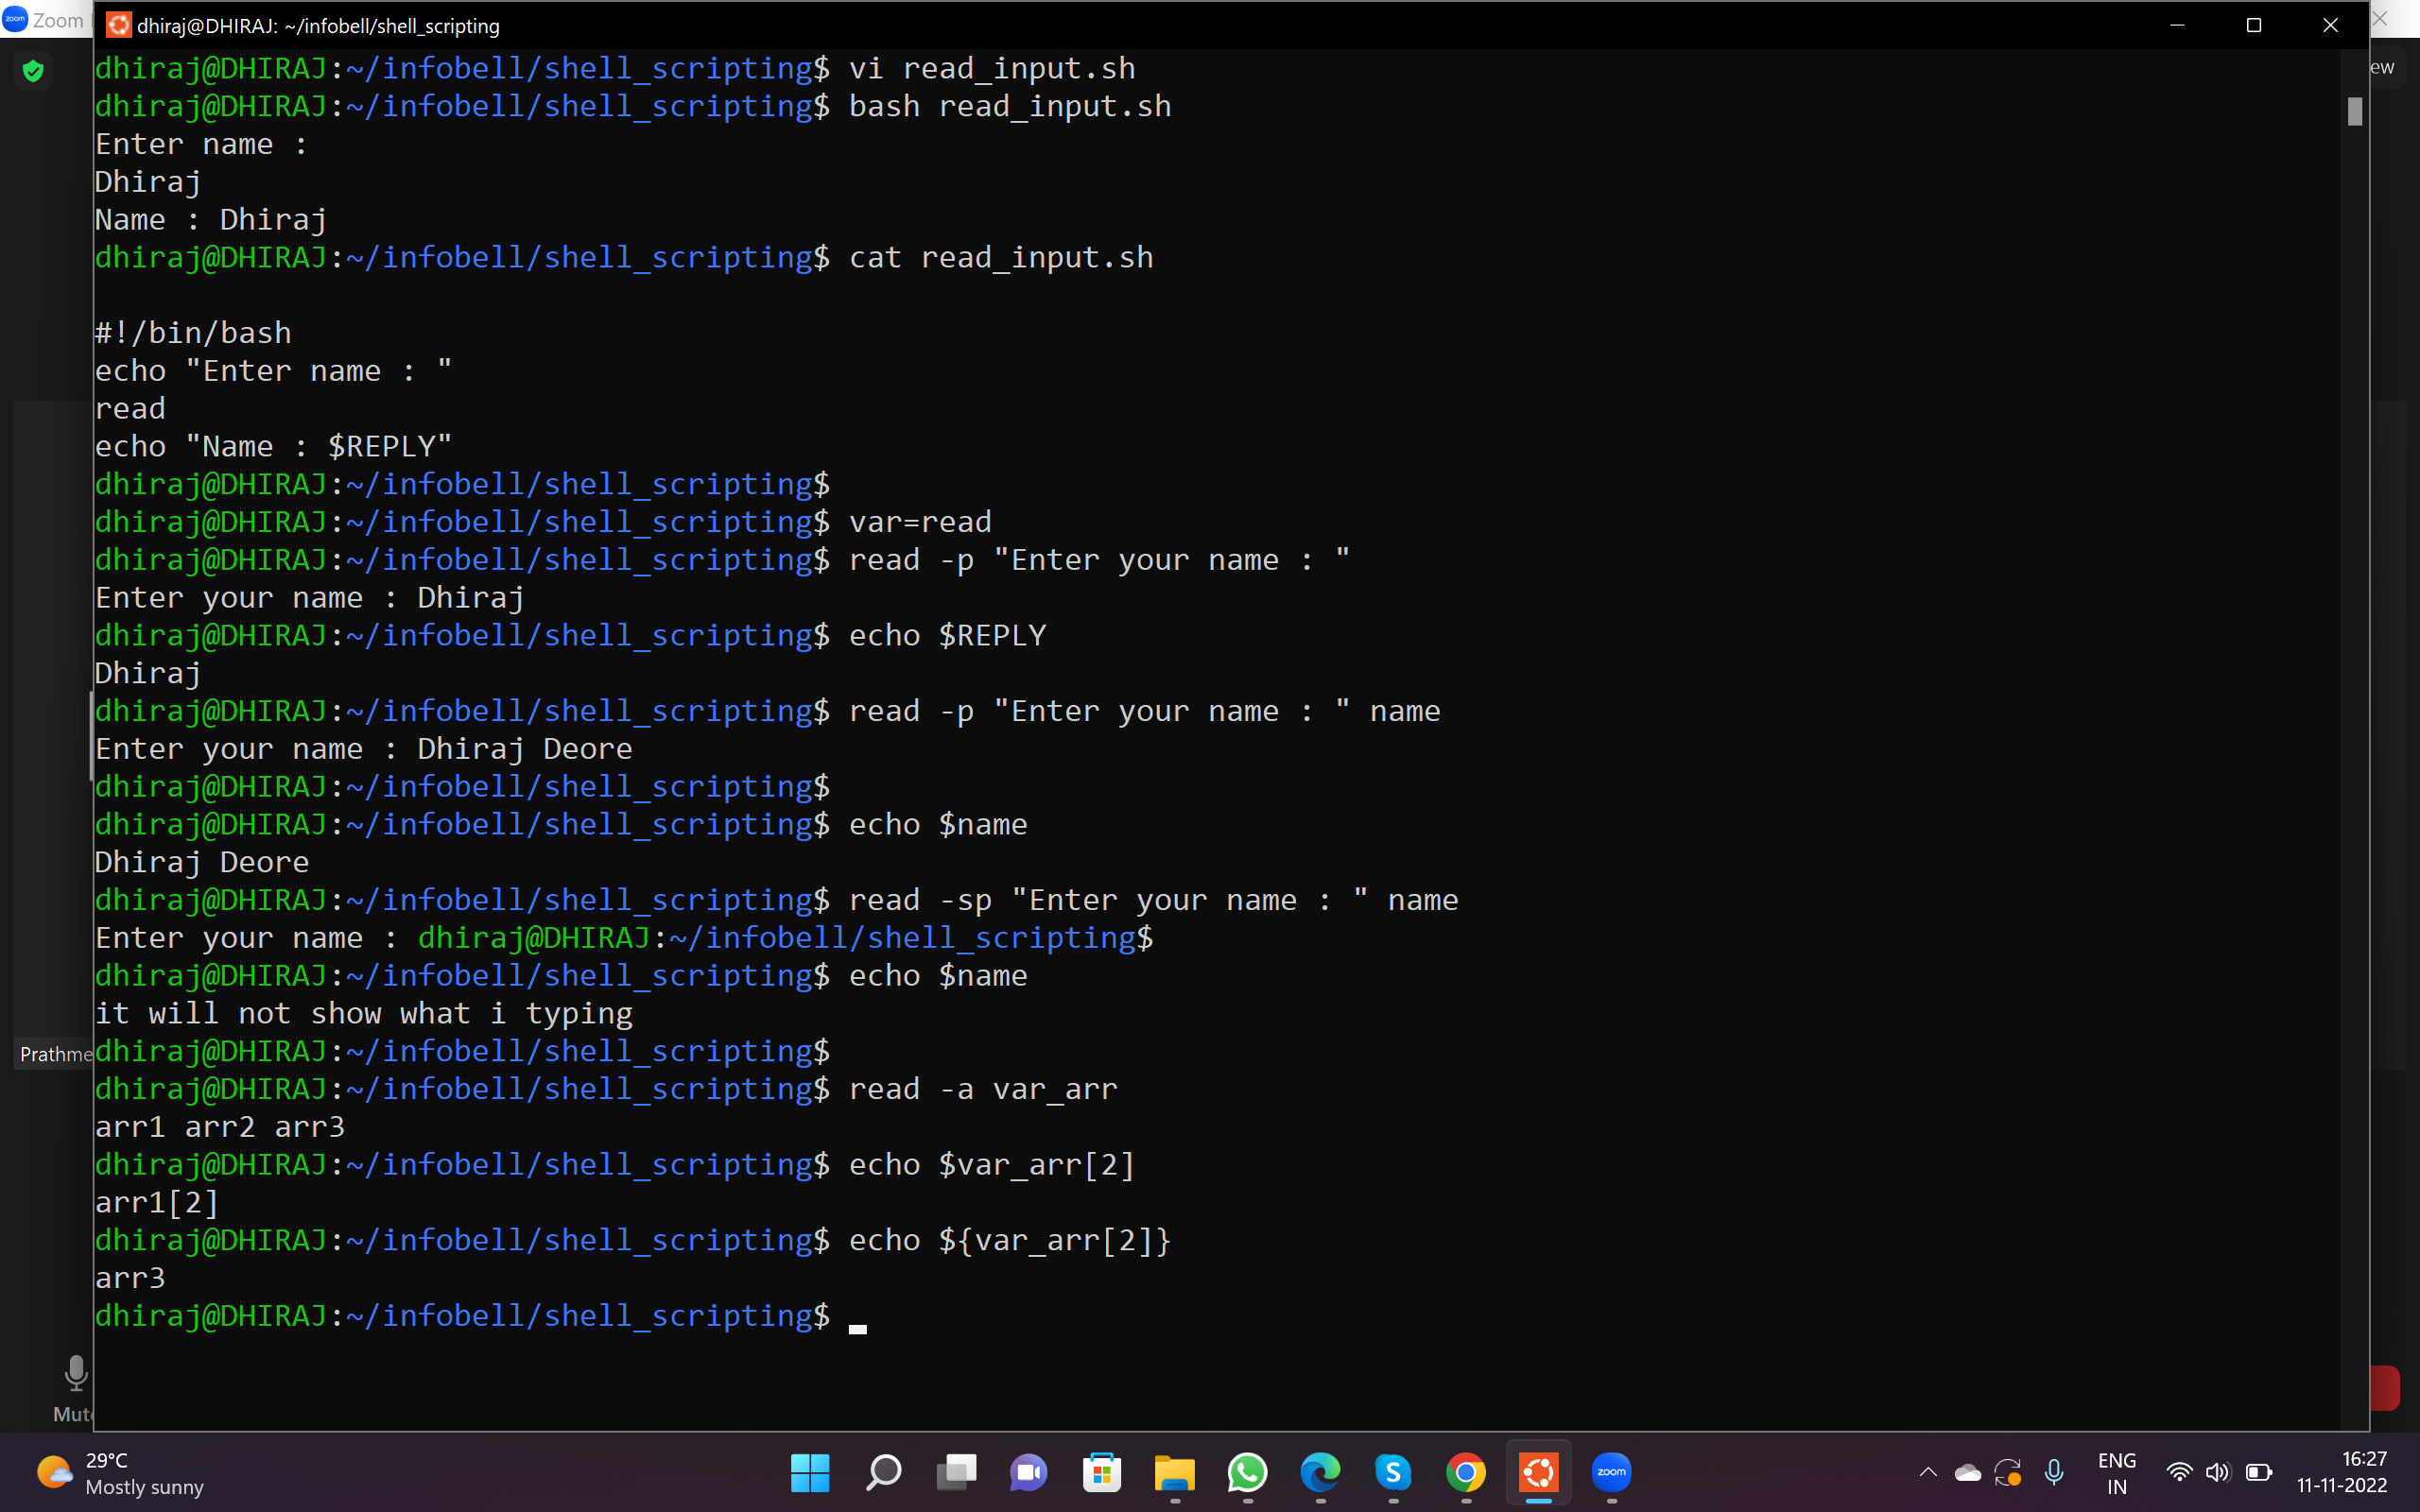 Zoom
dhiraj@DHIRAJ: ~/infobell/shell_scripting
ew
dhiraj@DHIRAJ:~/infobell/shell_scripting$ vi read_input.sh
dhiraj@DHIRAJ:~/infobell/shell_scripting$ bash read_input.sh
Enter name :
Dhiraj
Name : Dhiraj
dhiraj@DHIRAJ:~/infobell/shell_scripting$ cat read_input.sh
#!/bin/bash
echo "Enter name : "
read
echo "Name : $REPLY"
dhiraj@DHIRAJ:~/infobell/shell_scripting$
dhiraj@DHIRAJ:~/infobell/shell_scripting$ var=read
dhiraj@DHIRAJ:~/infobell/shell_scripting$ read -p "Enter your name : "
Enter your name : Dhiraj
dhiraj@DHIRAJ:~/infobell/shell_scripting$ echo $REPLY
Dhiraj
dhiraj@DHIRAJ:~/infobell/shell_scripting$ read -p "Enter your name : " name
Enter your name : Dhiraj Deore
dhiraj@DHIRAJ:~/infobell/shell_scripting$
dhiraj@DHIRAJ:~/infobell/shell_scripting$ echo $name
Dhiraj Deore
dhiraj@DHIRAJ:~/infobell/shell_scripting$ read -sp "Enter your name : " name
Enter your name : dhiraj@DHIRAJ:~/infobell/shell_scripting$
dhiraj@DHIRAJ:~/infobell/shell_scripting$ echo $name
it will not show what i typing
dhiraj@DHIRAJ:~/infobell/shell_scripting$
dhiraj@DHIRAJ:~/infobell/shell_scripting$ read -a var_arr
arr1 arr2 arr3
dhiraj@DHIRAJ:~/infobell/shell_scripting$ echo $var_arr[2]
arr1[2]
dhiraj@DHIRAJ:~/infobell/shell_scripting$ echo ${var_arr[2]}
arr3
dhiraj@DHIRAJ:~/infobell/shell_scripting$
Prathme
Mute
29°C
Mostly sunny
zoom
ENG
IN
16:27
11-11-2022